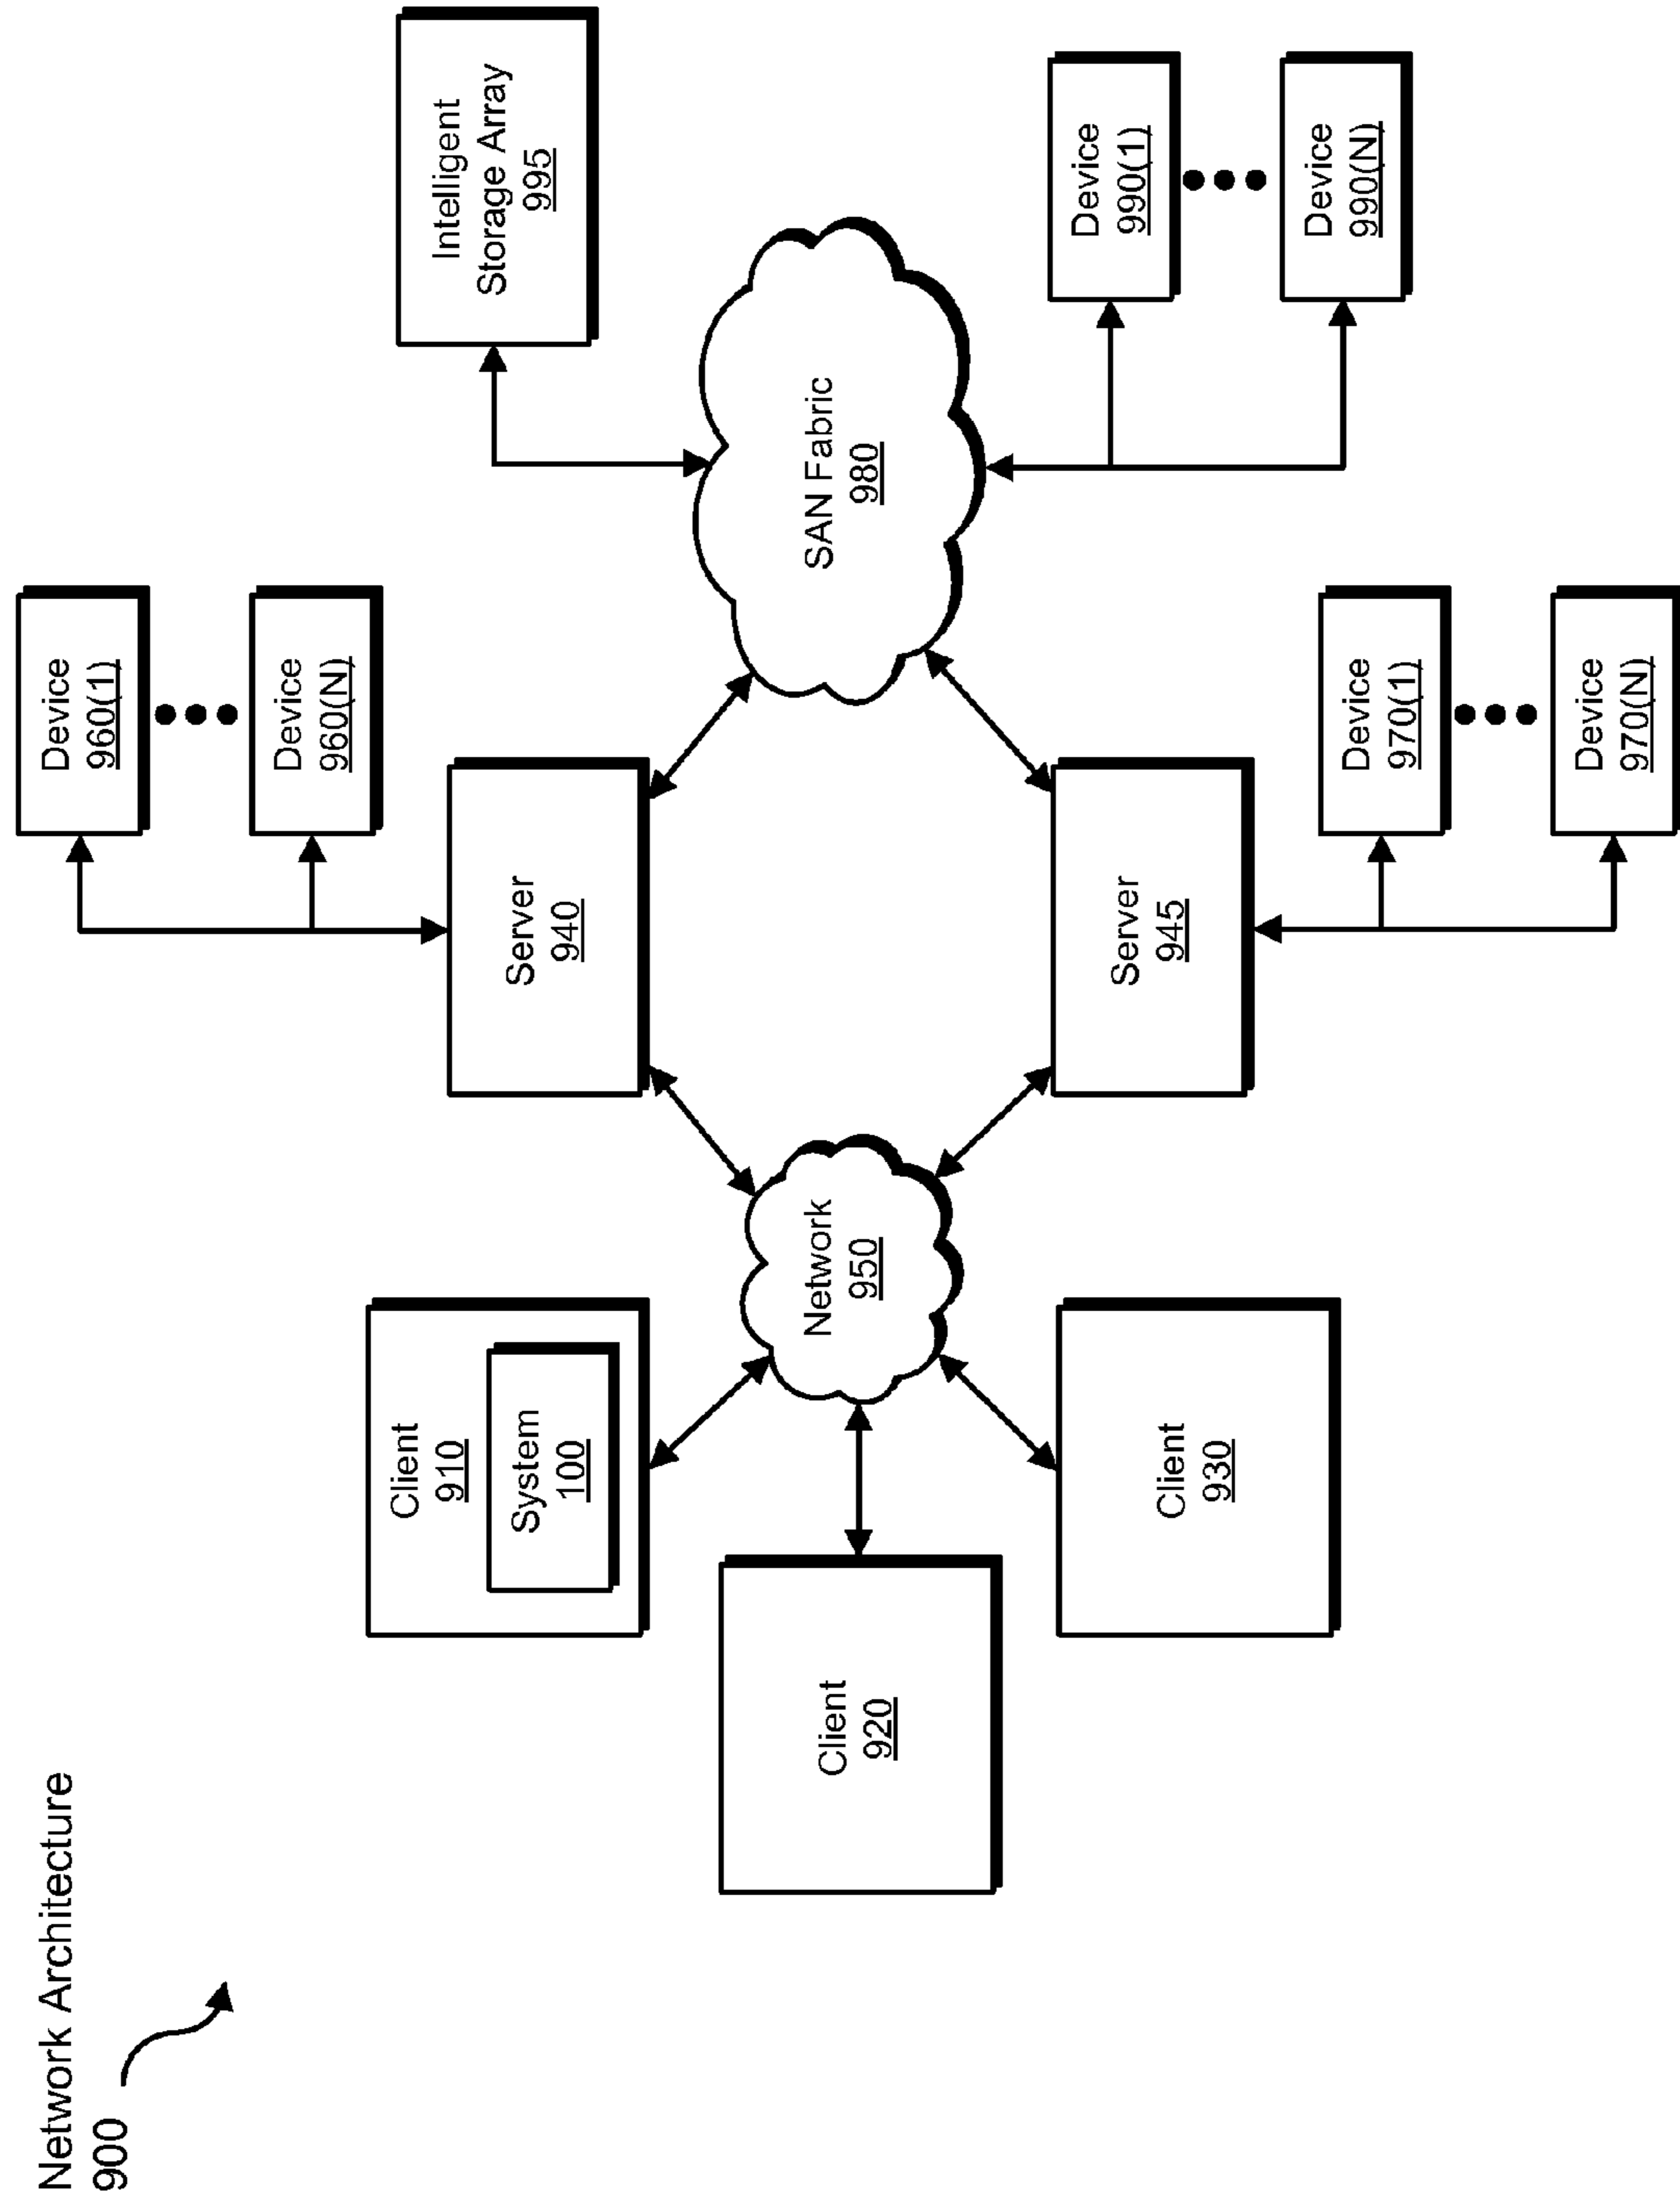 Network Architecture
900
Client
910
System
100
Client
920
Client
930
Network
950
Server
940
Server
945
Device
960(1)
Device
960(N)
Device
970(1)
Device
970(N)
SAN Fabric
980
Intelligent
Storage Array
995
Device
990(1)
Device
990(N)